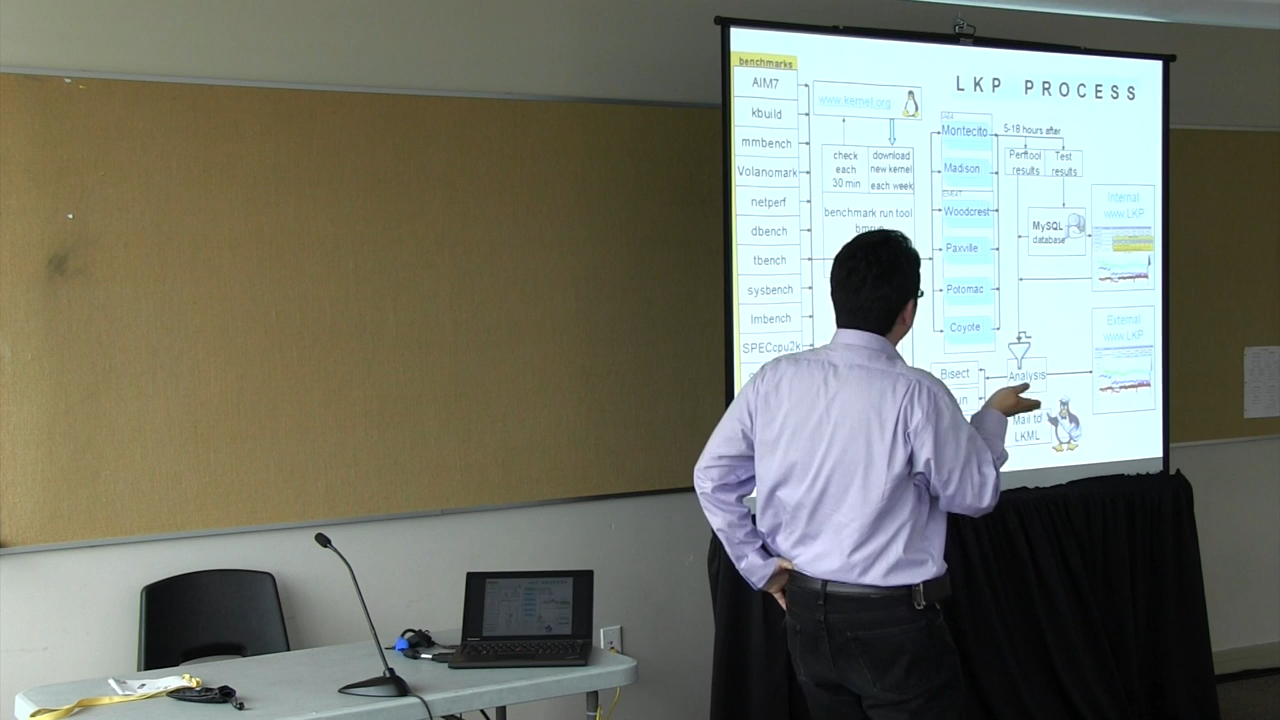 LKP PROCESS
benchmarks
AIM7
kbuild
mmbench
Volanomark
netperf
dbench
tbench
sysbench
lmbench
SPECcpu2k
www.kernel.org
check
each
30 min
download
new kernel
each week
benchmark run tool
IA64
Montecito
Madison
Woodcrest
Paxville
Potomac
Coyote
5-18 hours after
Perftool
results
Test
results
MySQL
database
Internal
www.LKP
External
www.LKP
Bisect
Analysis
Mail to
LKML